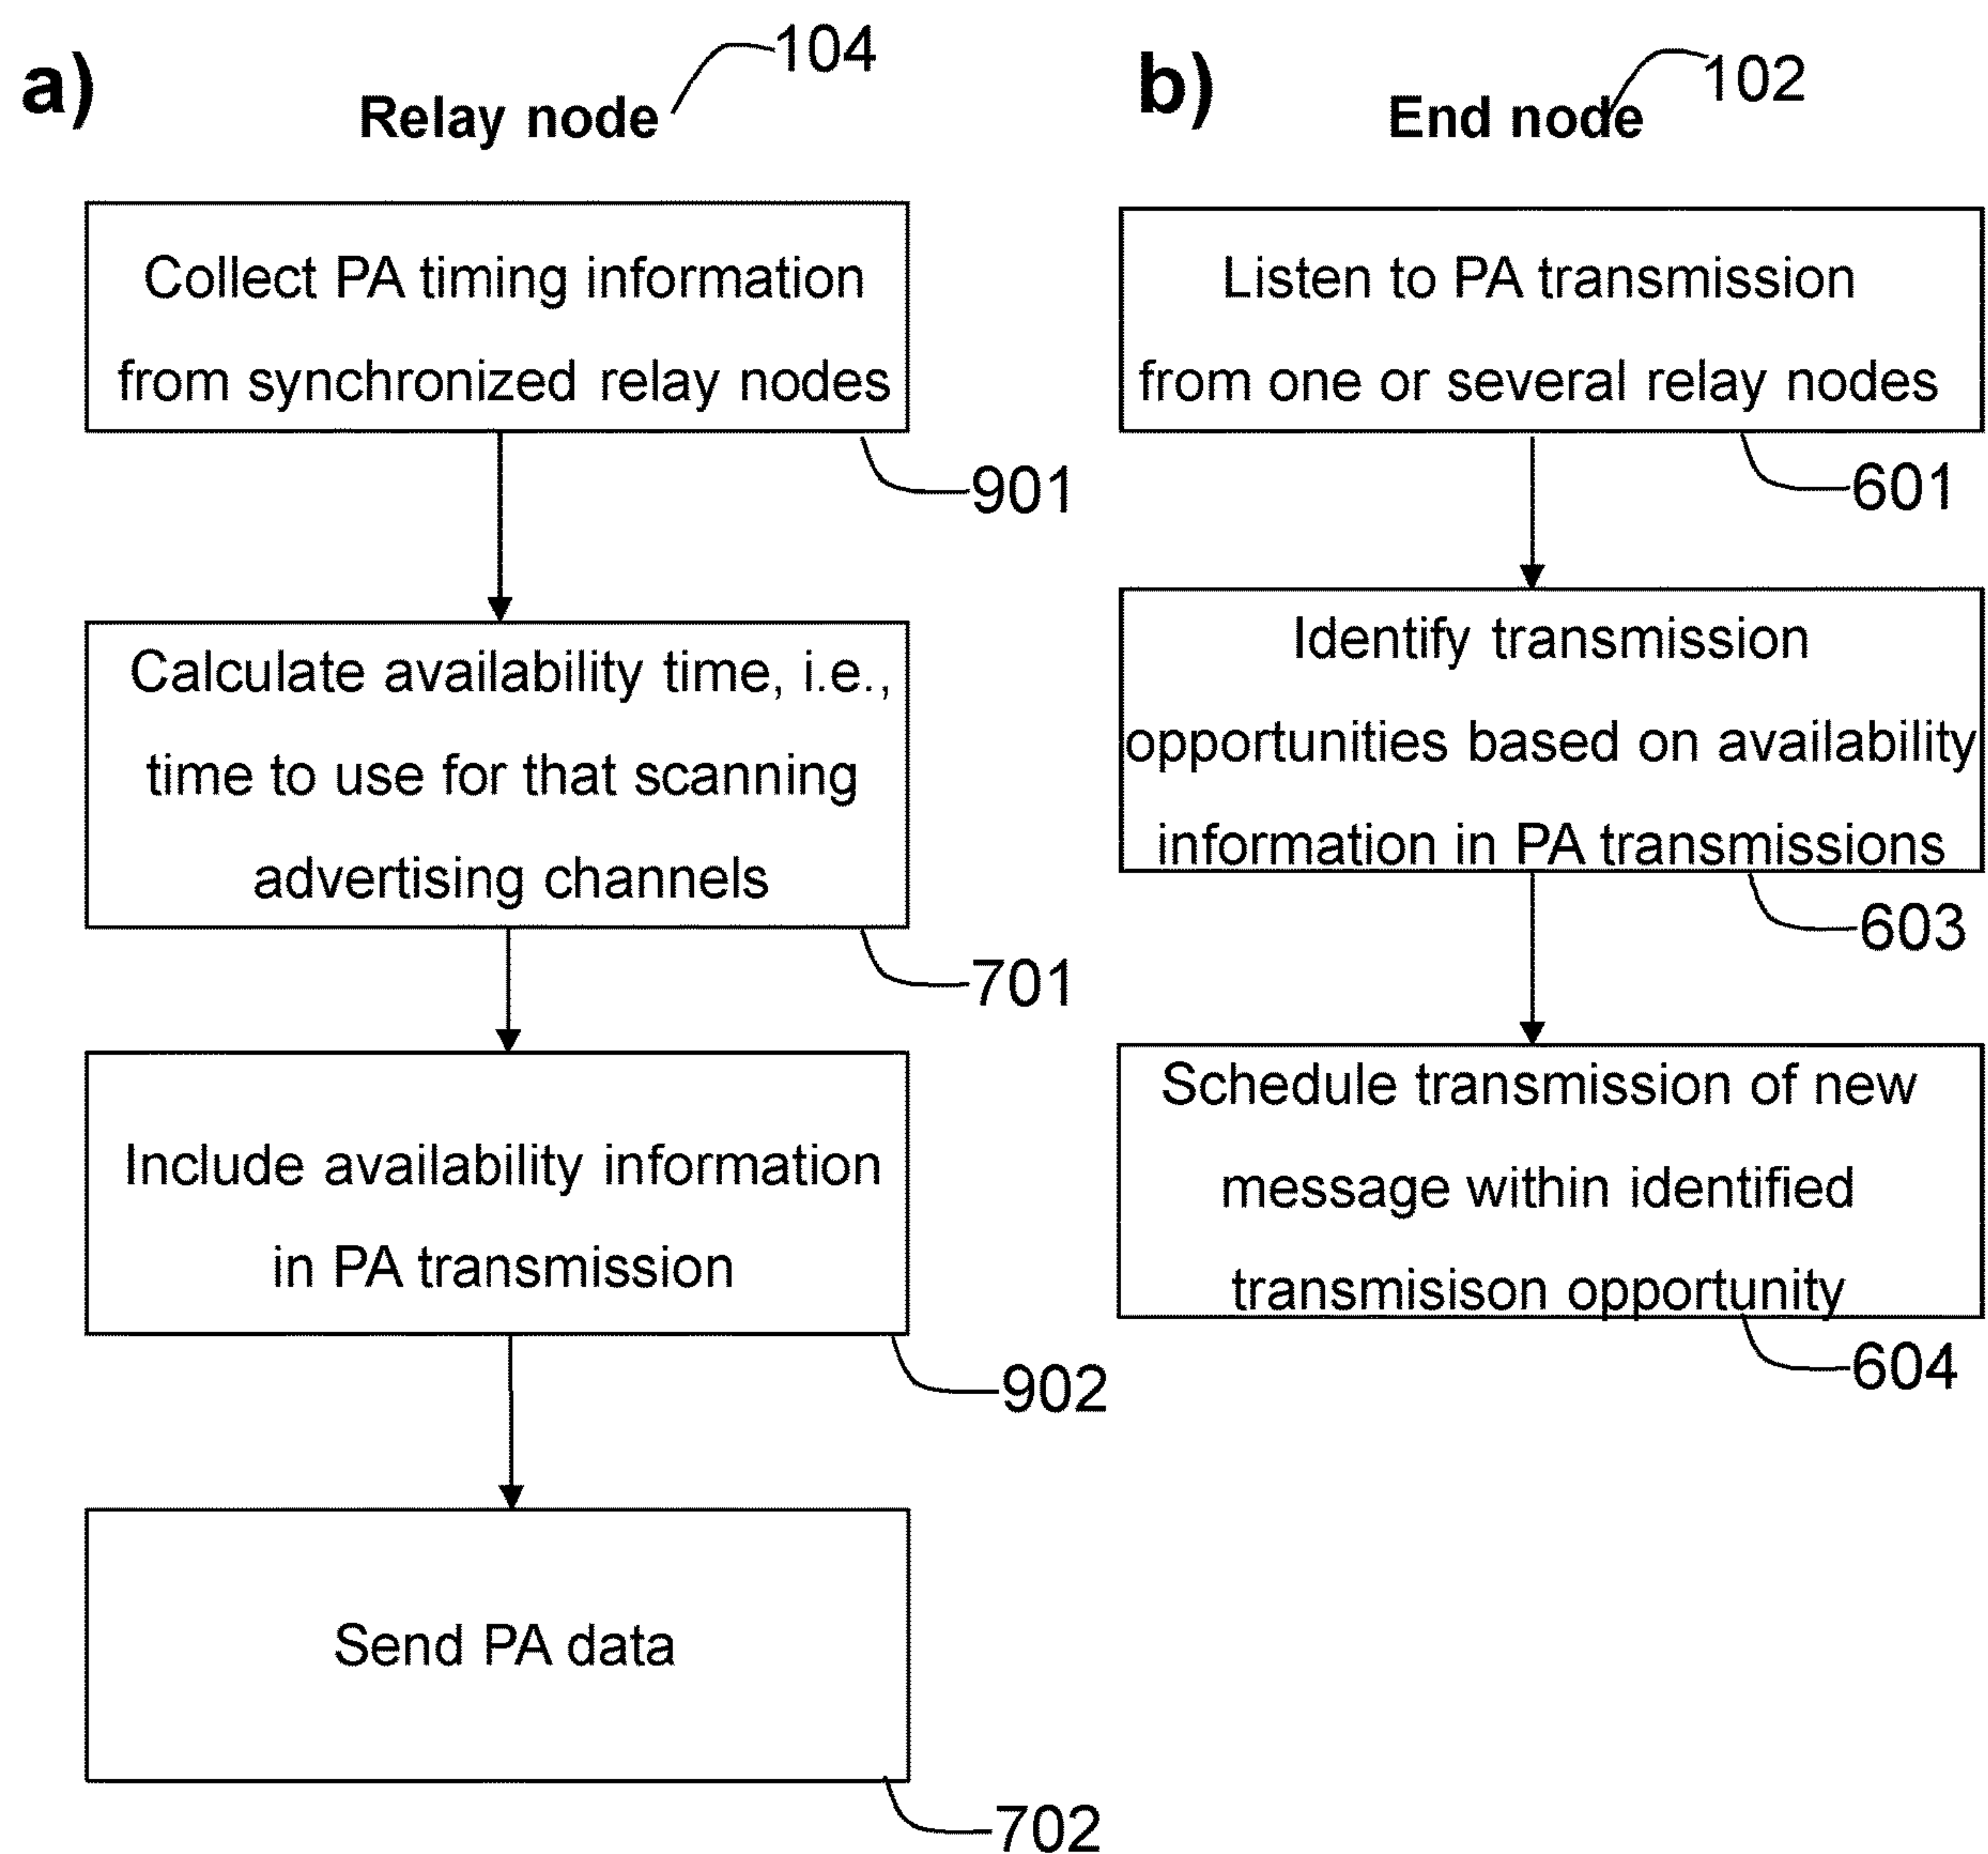 a)
Relay node
104
Collect PA timing information
from synchronized relay nodes
901
Calculate availability time, i.e.,
time to use for that scanning
advertising channels
701
Include availability information
in PA transmission
902
Send PA data
702
b)
End node
102
Listen to PA transmission
from one or several relay nodes
601
Identify transmission
opportunities based on availability
information in PA transmissions
603
Schedule transmission of new
message within identified
transmisison opportunity
604